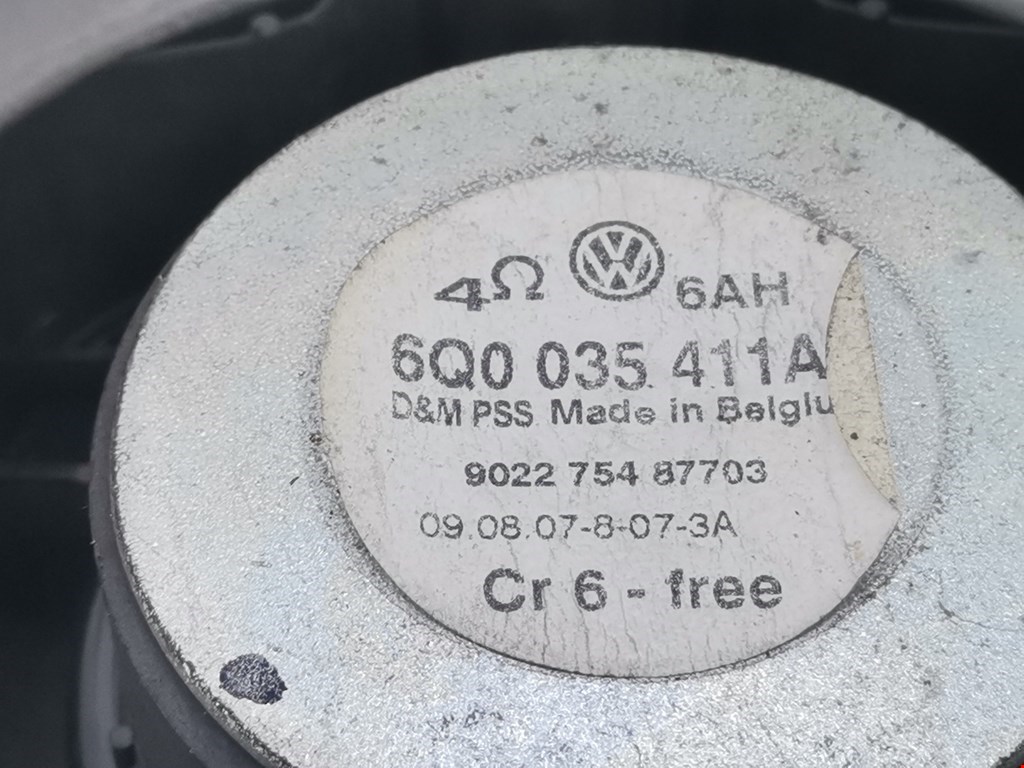 4Ω VW 6AH
6Q0 035 411A
D&M PSS Made in Belgiu
9022 754 87703
09.08.07-8-07-3A
Cr 6 - free